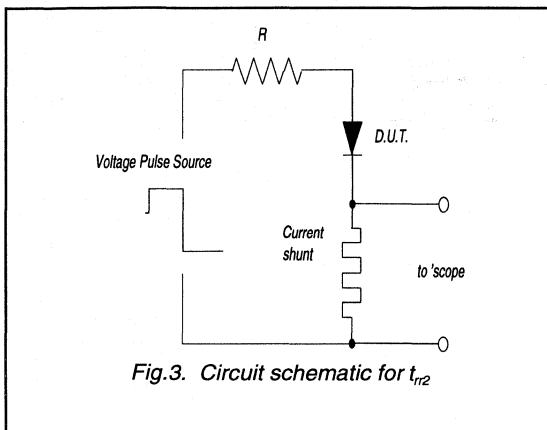 R
D.U.T.
Voltage Pulse Source
Current
shunt
to 'scope
Fig.3. Circuit schematic for trr2